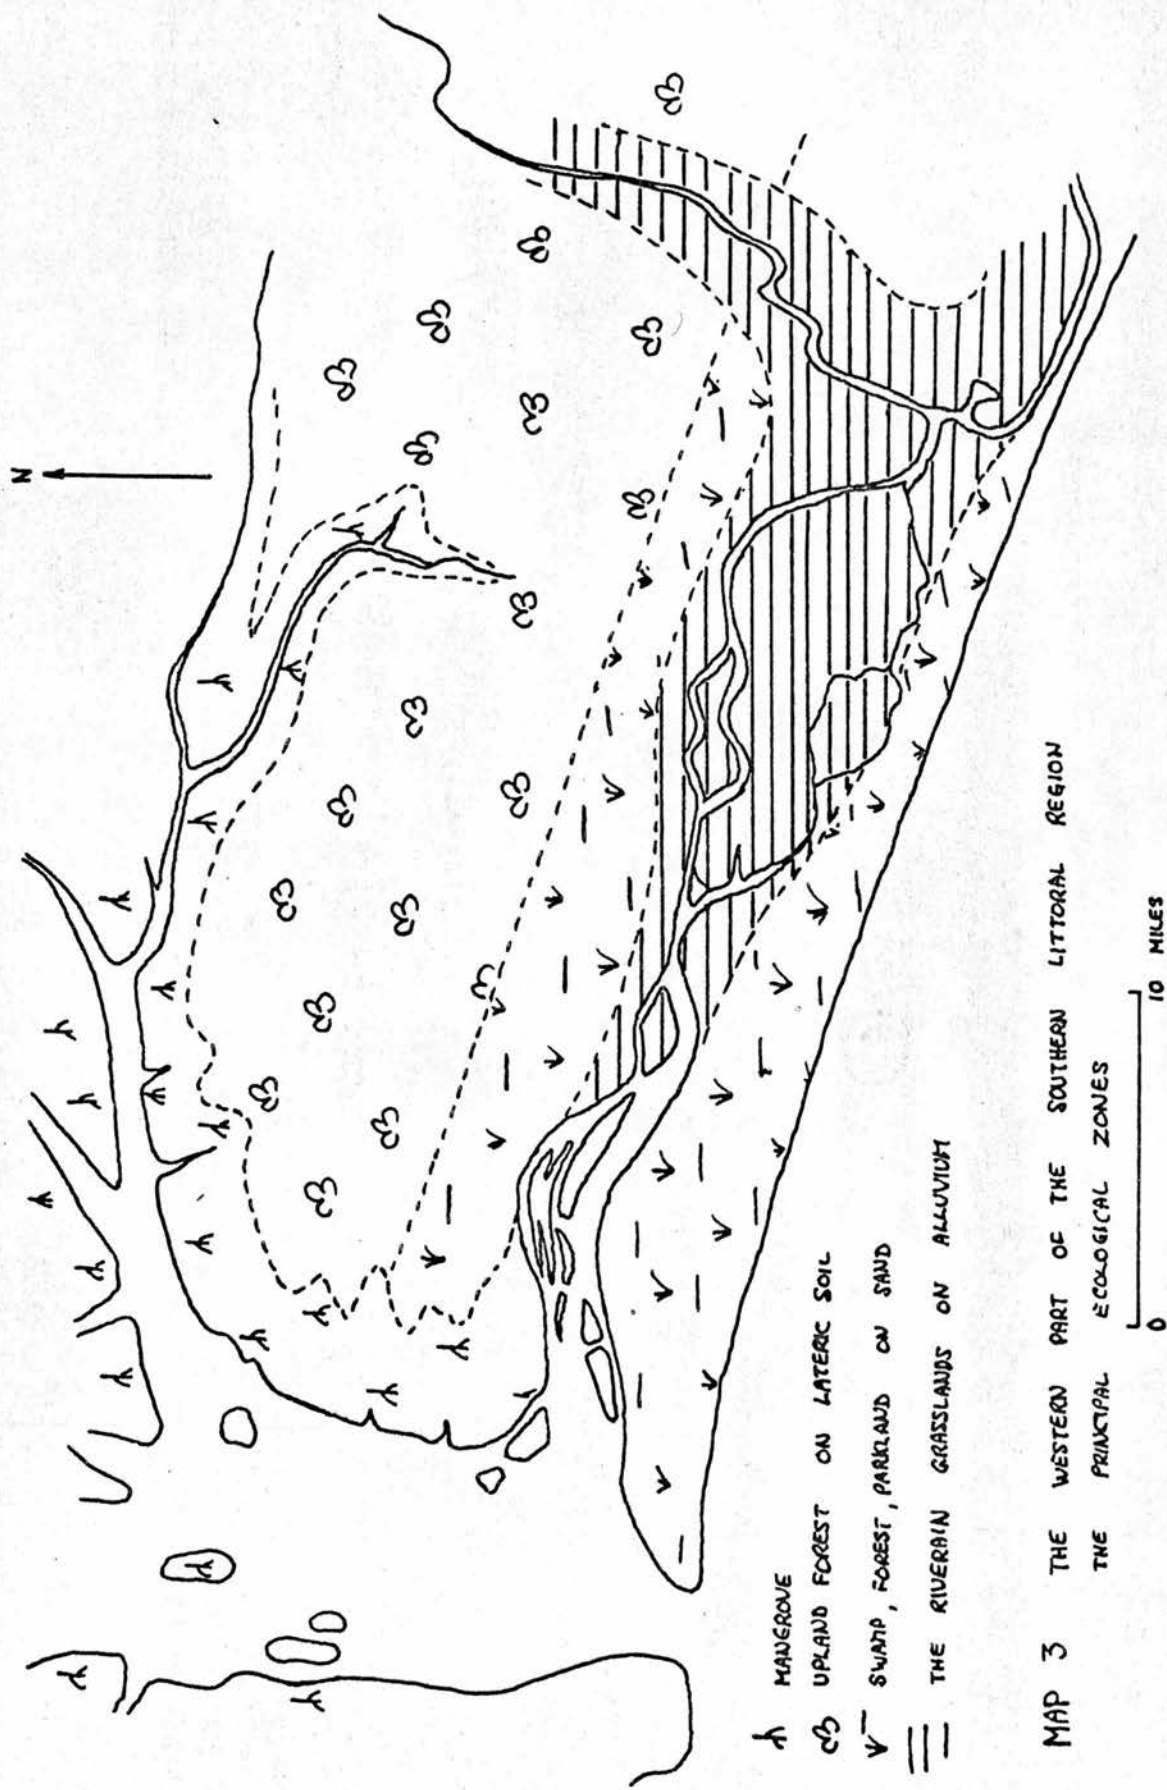 N
MANGROVE
UPLAND FOREST ON LATERIC SOIL
SWAMP, FOREST, PARKLAND ON SAND
THE RIVERAIN GRASSLANDS ON ALLUVIUM
MAP 3 THE WESTERN PART OF THE SOUTHERN LITTORAL REGION
THE PRINCIPAL ECOLOGICAL ZONES
0 10 MILES